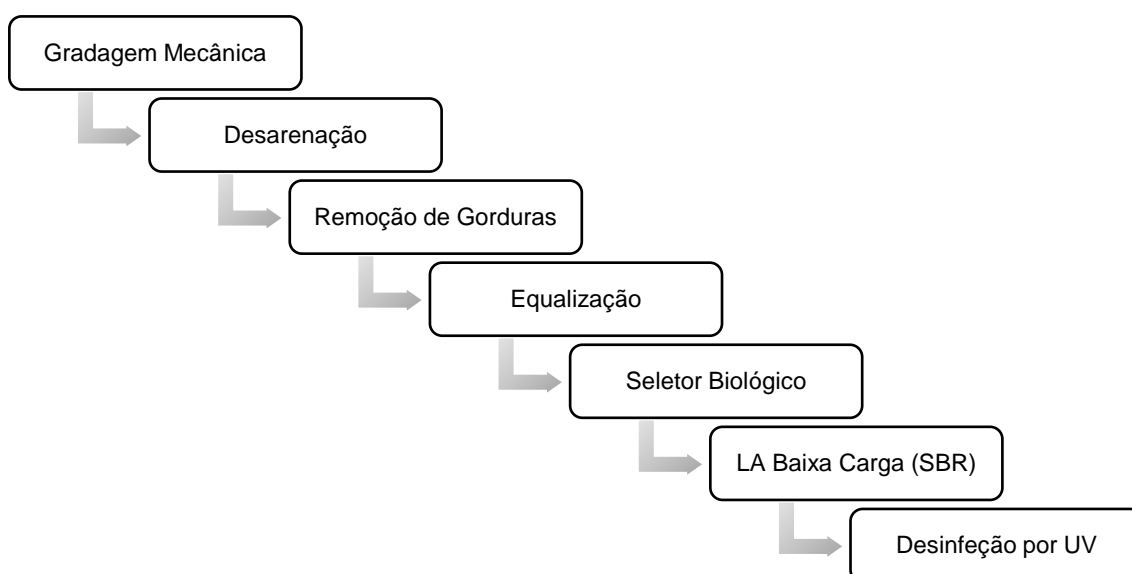 Gradagem Mecânica
Desarenação
Remoção de Gorduras
Equalização
Seletor Biológico
LA Baixa Carga (SBR)
Desinfeção por UV